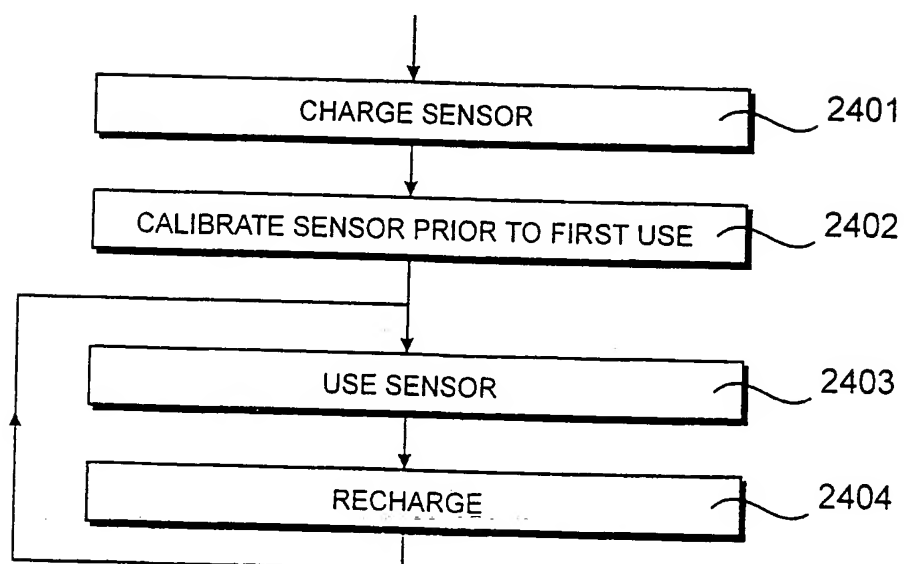 CHARGE SENSOR 2401
CALIBRATE SENSOR PRIOR TO FIRST USE 2402
USE SENSOR 2403
RECHARGE 2404